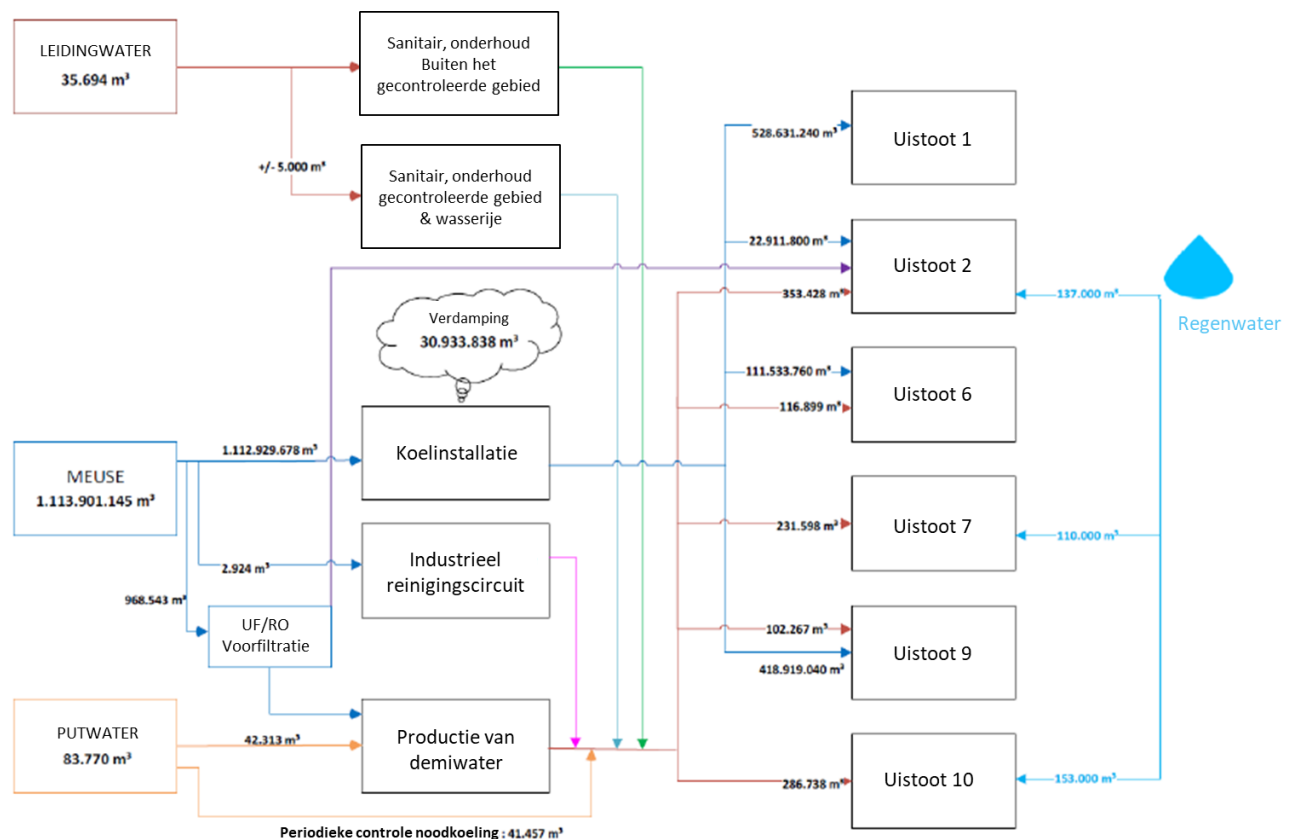 LEIDINGWATER
35.694 m³
Sanitair, onderhoud
Buiten het
gecontroleerde gebied
+/- 5.000 m³
Sanitair, onderhoud
gecontroleerde gebied
& wasserije
528.631.240 m³
Uistoot 1
22.911.800 m³
353.428 m³
Uistoot 2
137.000 m³
Regenwater
Verdamping
30.933.838 m³
111.533.760 m³
116.899 m³
Uistoot 6
MEUSE
1.113.901.145 m³
1.112.929.678 m³
Koelinstallatie
2.924 m³
Industrieel
reinigingscircuit
231.598 m³
Uistoot 7
110.000 m³
968.543 m³
UF/RO
Voorfiltratie
102.267 m³
418.919.040 m³
Uistoot 9
PUTWATER
83.770 m³
42.313 m³
Productie van
demiwater
286.738 m³
Uistoot 10
153.000 m³
Periodieke controle noodkoeling : 41.457 m³